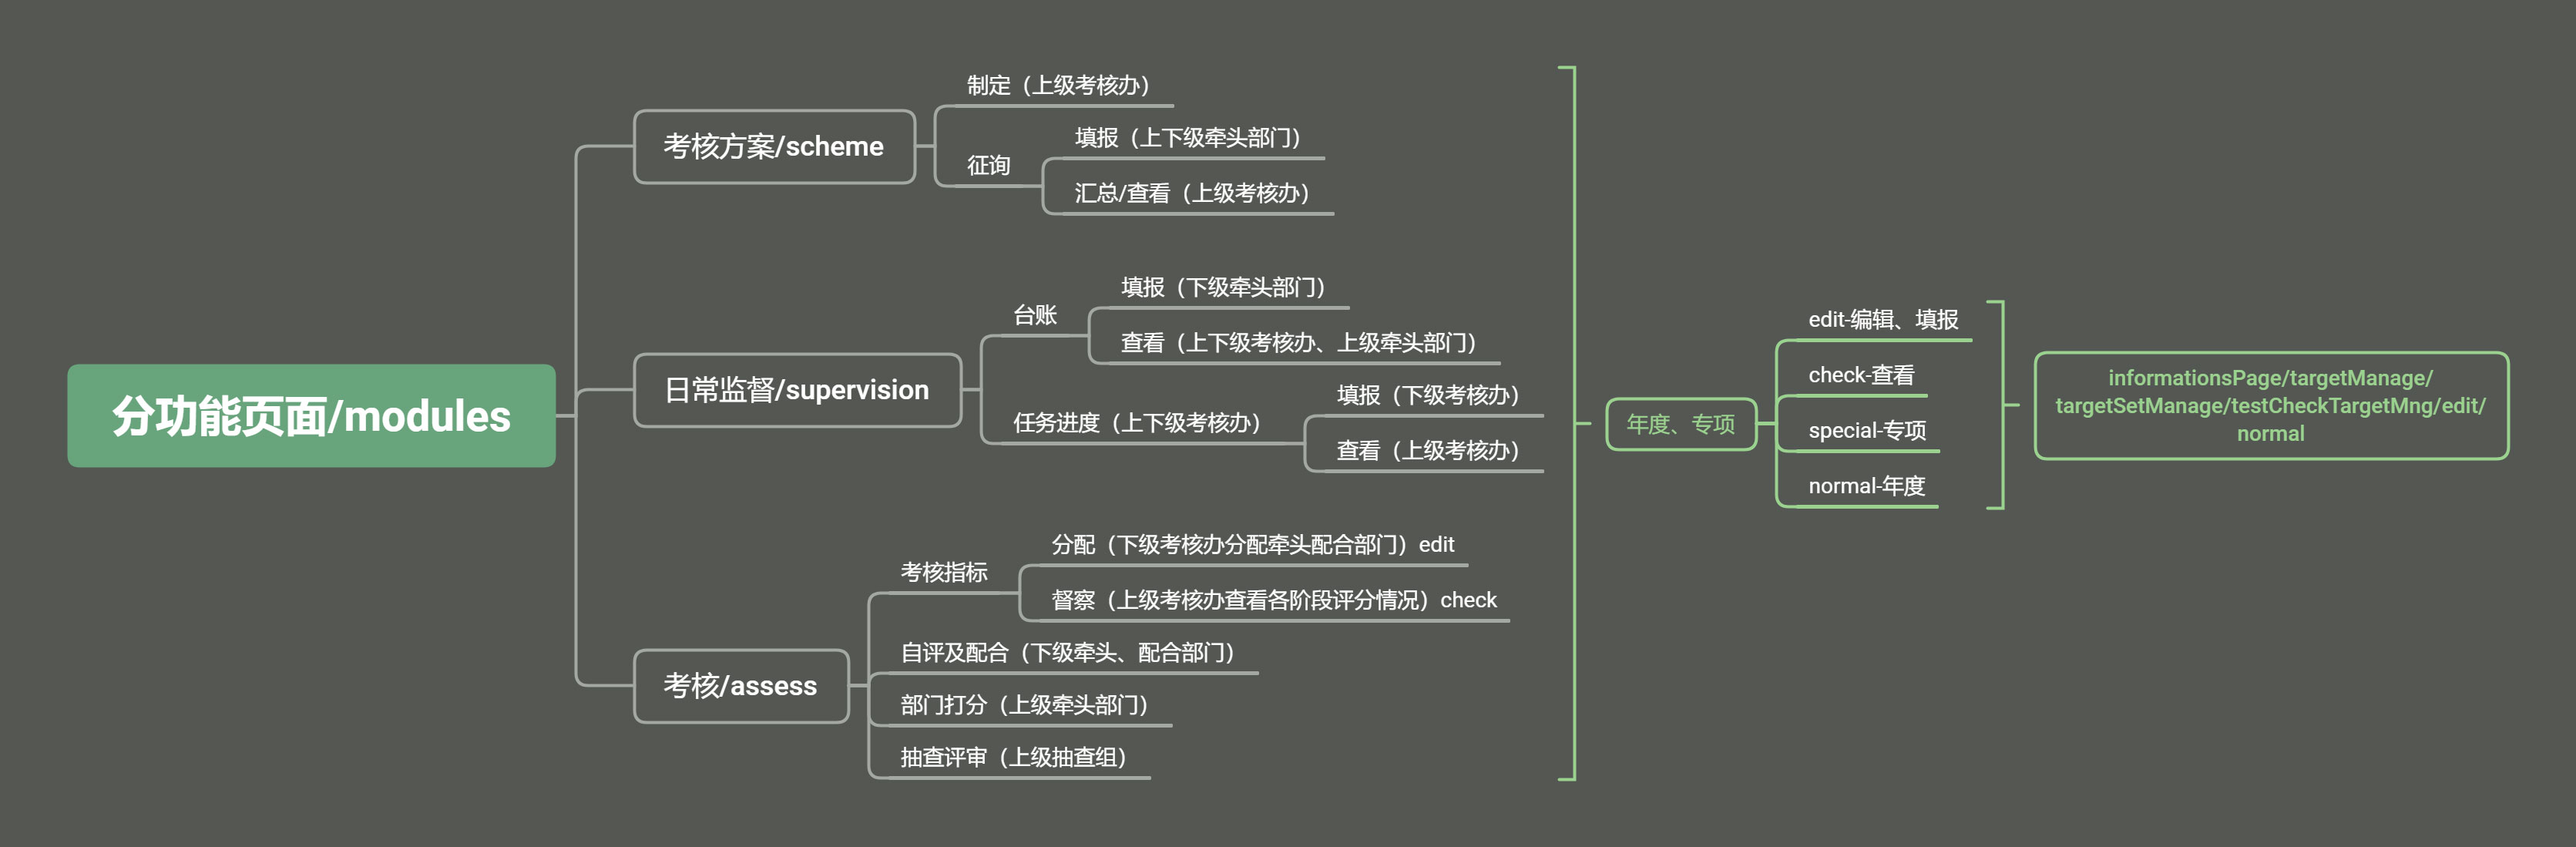 分功能页面/modules
考核方案/scheme
制定（上级考核办）
征询
填报（上下级牵头部门）
汇总/查看（上级考核办）
日常监督/supervision
台账
填报（下级牵头部门）
查看（上下级考核办、上级牵头部门）
任务进度（上下级考核办）
填报（下级考核办）
查看（上级考核办）
考核/assess
考核指标
分配（下级考核办分配牵头配合部门）edit
督察（上级考核办查看各阶段评分情况）check
自评及配合（下级牵头、配合部门）
部门打分（上级牵头部门）
抽查评审（上级抽查组）
年度、专项
edit-编辑、填报
check-查看
special-专项
normal-年度
informationsPage/targetManage/
targetSetManage/testCheckTargetMng/edit/
normal